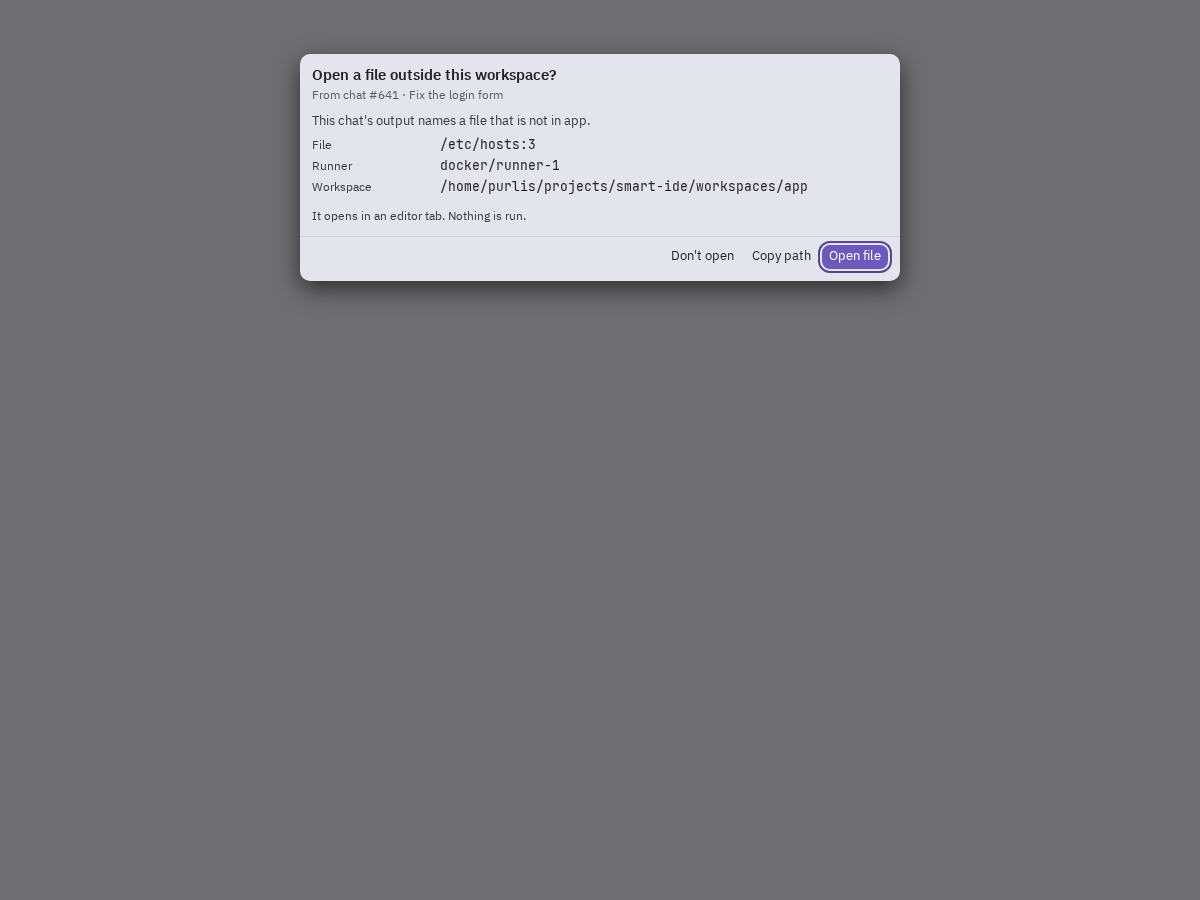 Open a file outside this workspace?
From chat #641 · Fix the login form
This chat's output names a file that is not in app.
File /etc/hosts:3
Runner docker/runner-1
Workspace /home/purlis/projects/smart-ide/workspaces/app
It opens in an editor tab. Nothing is run.
Don't open Copy path Open file